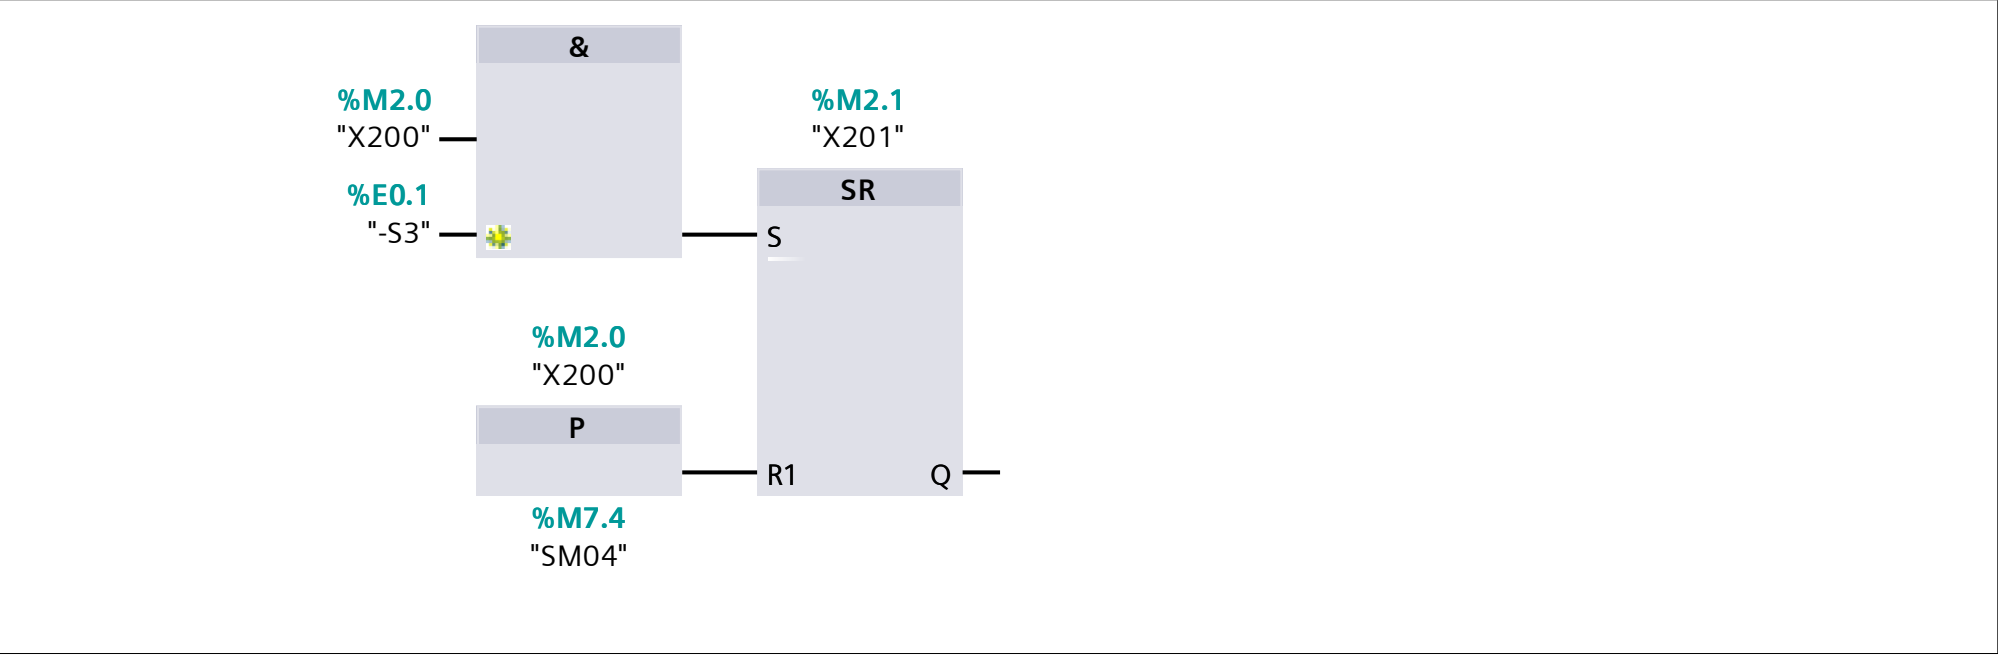 &
%M2.0
"X200"
%E0.1
"-S3"
%M2.1
"X201"
SR
S
%M2.0
"X200"
P
R1
Q
%M7.4
"SM04"